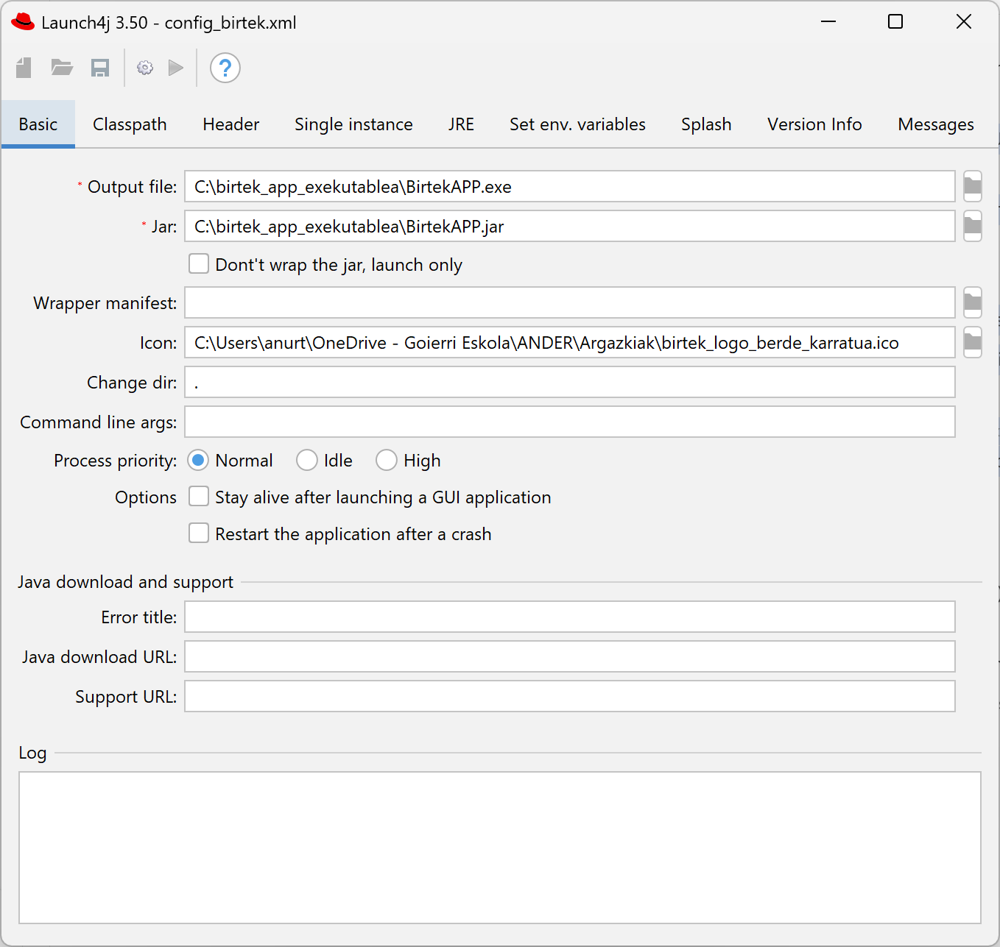 Launch4j 3.50 - config_birtek.xml
?
Basic Classpath Header Single instance JRE Set env. variables Splash Version Info Messages
* Output file: C:\birtek_app_exekutablea\BirtekAPP.exe
* Jar: C:\birtek_app_exekutablea\BirtekAPP.jar
Dont't wrap the jar, launch only
Wrapper manifest:
Icon: C:\Users\anurt\OneDrive - Goierri Eskola\ANDER\Argazkiak\birtek_logo_berde_karratua.ico
Change dir: .
Command line args:
Process priority: Normal Idle High
Options Stay alive after launching a GUI application
Restart the application after a crash
Java download and support
Error title:
Java download URL:
Support URL:
Log